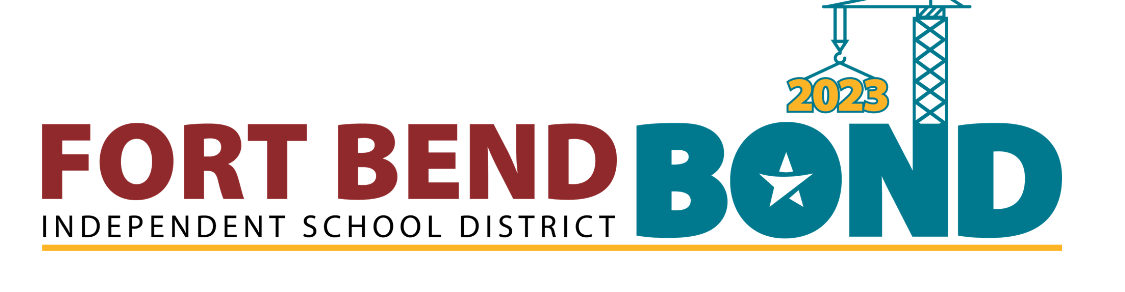 2023
FORT BEND BOND
INDEPENDENT SCHOOL DISTRICT